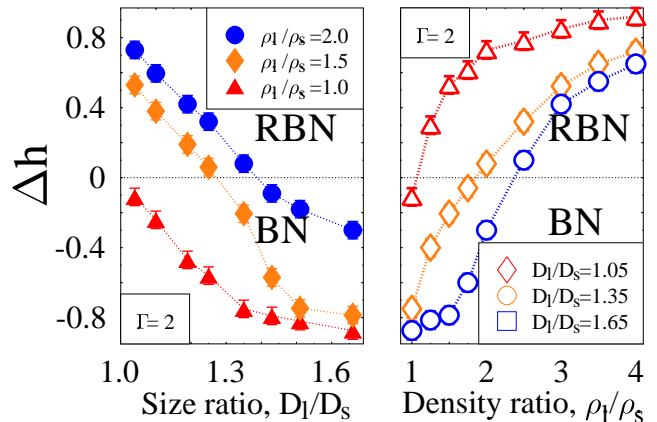 0.8
0.4
0
-0.4
-0.8
Δh
ρl/ρs=2.0
ρl/ρs=1.5
ρl/ρs=1.0
RBN
BN
Γ= 2
1.0
1.3
1.6
Size ratio, Dl/Ds
Γ= 2
RBN
BN
Dl/Ds=1.05
Dl/Ds=1.35
Dl/Ds=1.65
1
2
3
4
Density ratio, ρl/ρs